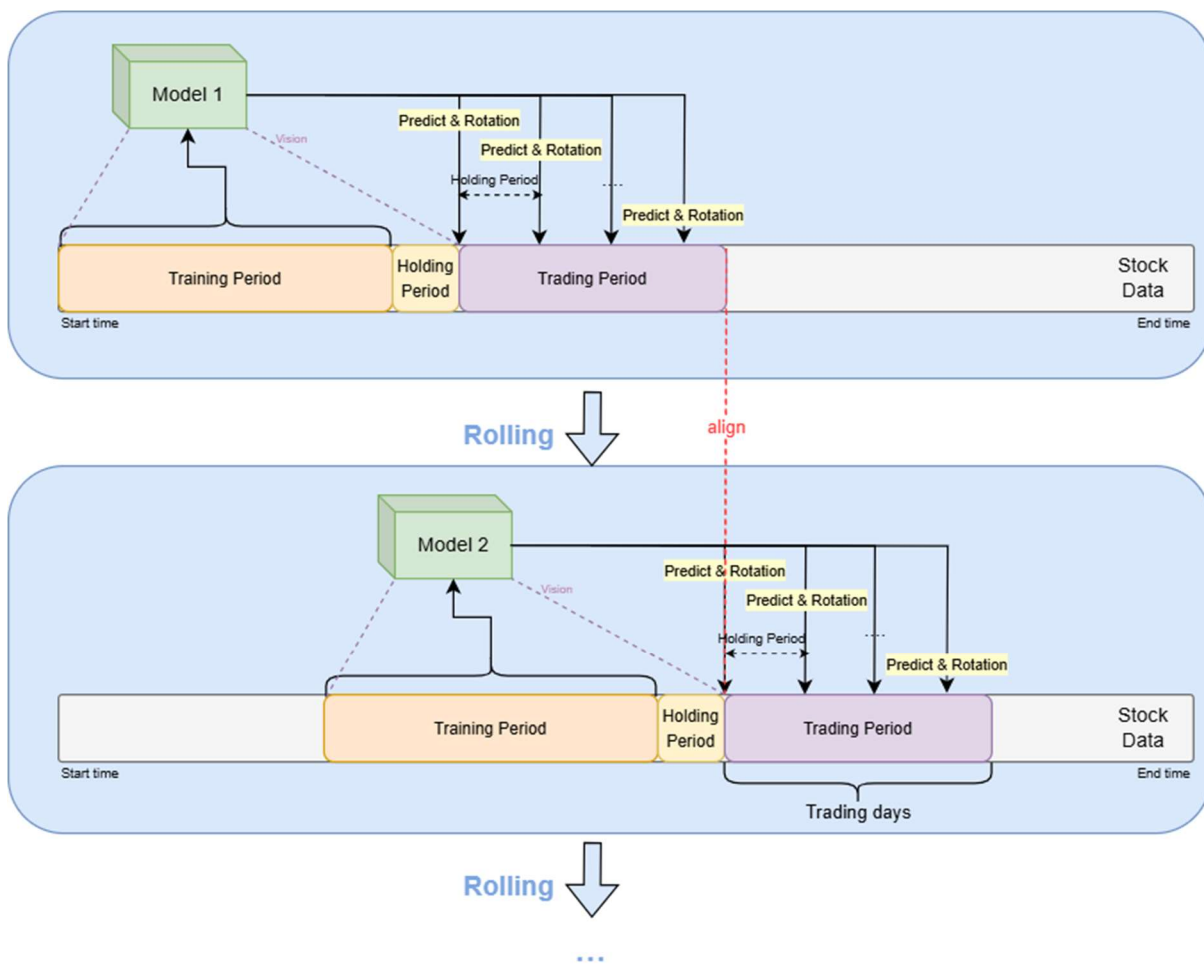 Model 1
Vision
Predict & Rotation
Predict & Rotation
Holding Period
....
Predict & Rotation
Training Period
Holding
Period
Trading Period
Stock
Data
Start time
End time
Rolling
align
Model 2
Vision
Predict & Rotation
Predict & Rotation
Holding Period
....
Predict & Rotation
Training Period
Holding
Period
Trading Period
Stock
Data
Start time
End time
Trading days
Rolling
...